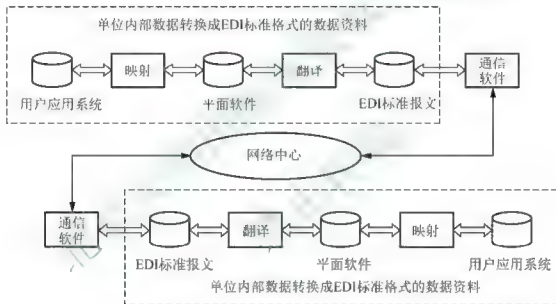 单位内部数据转换成EDI标准格式的数据资料
映射
翻译
通信
软件
用户应用系统
平面软件
EDI标准报文
网络中心
通信
软件
翻译
映射
EDI标准报文
平面软件
用户应用系统
单位内部数据转换成EDI标准格式的数据资料